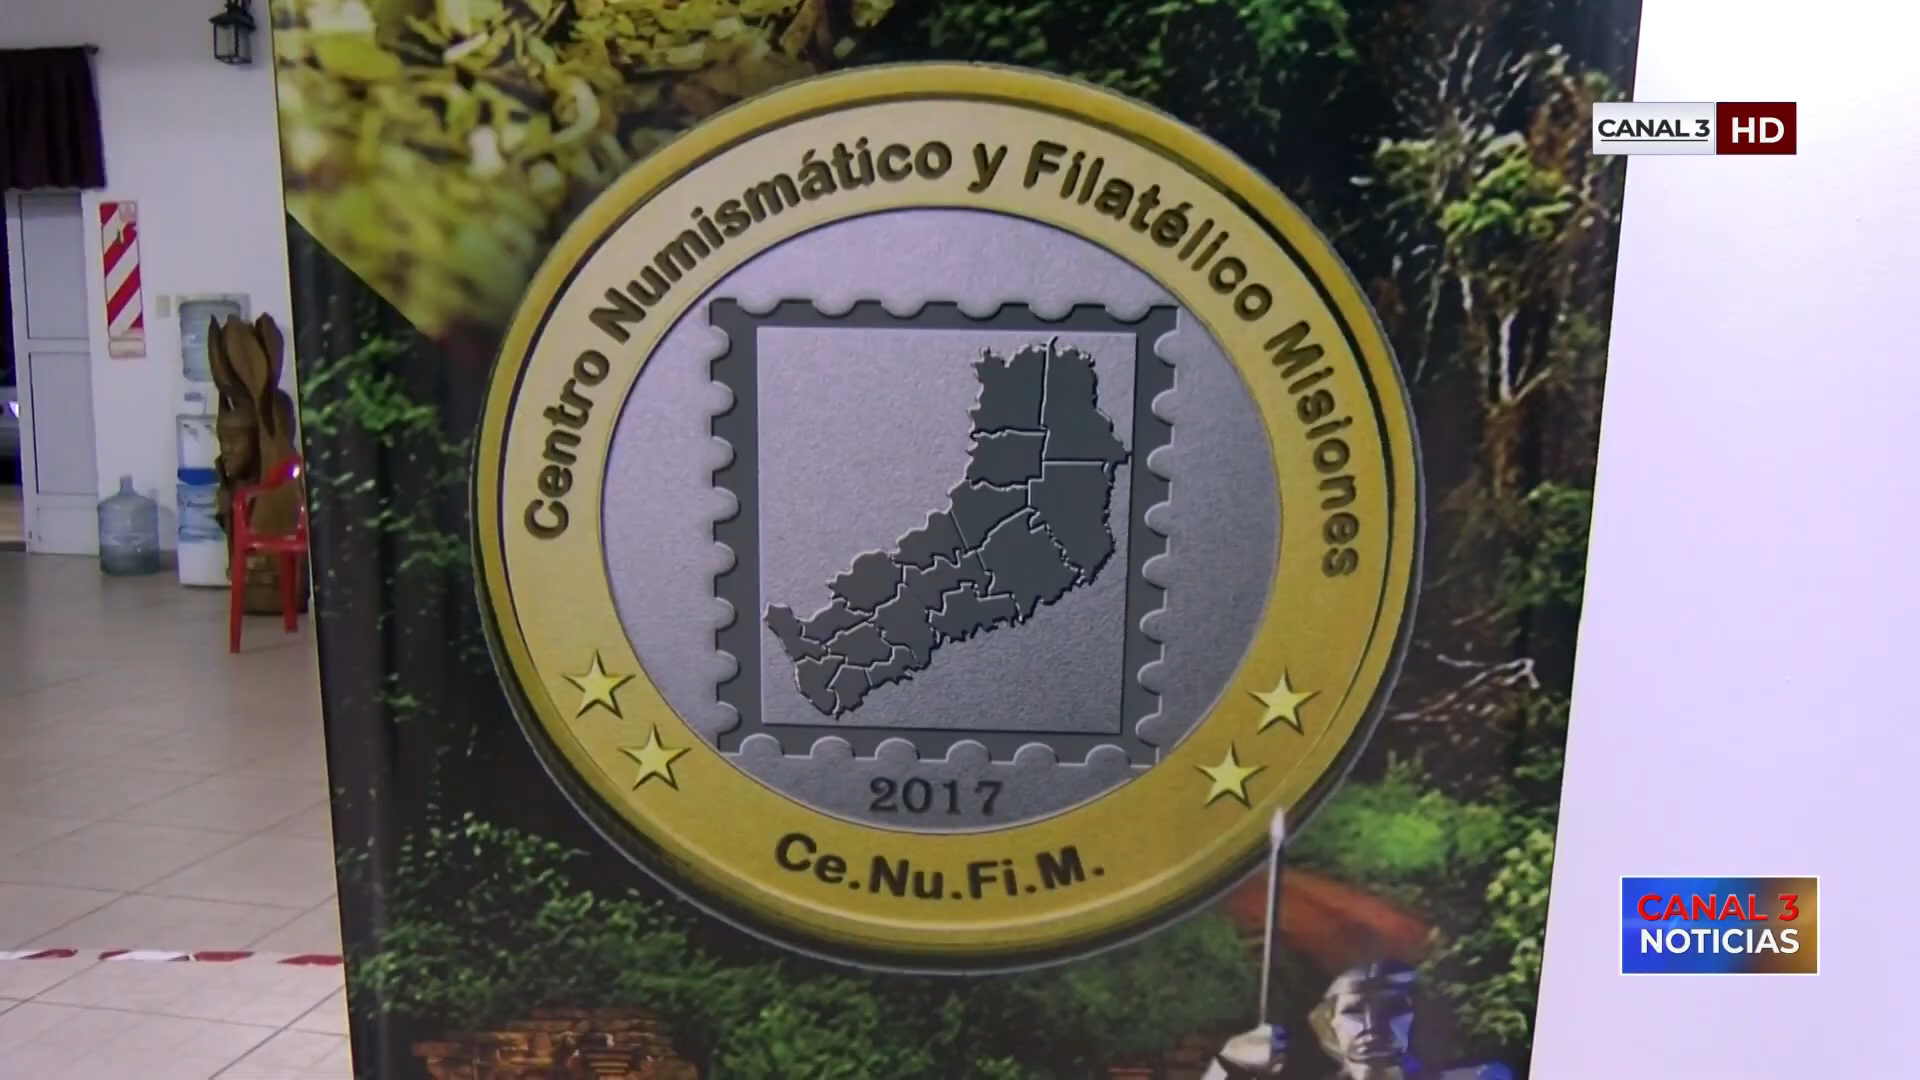 CANAL 3 HD
Centro Numismático y Filatélico Misiones
2017
Ce.Nu.Fi.M.
CANAL 3
NOTICIAS